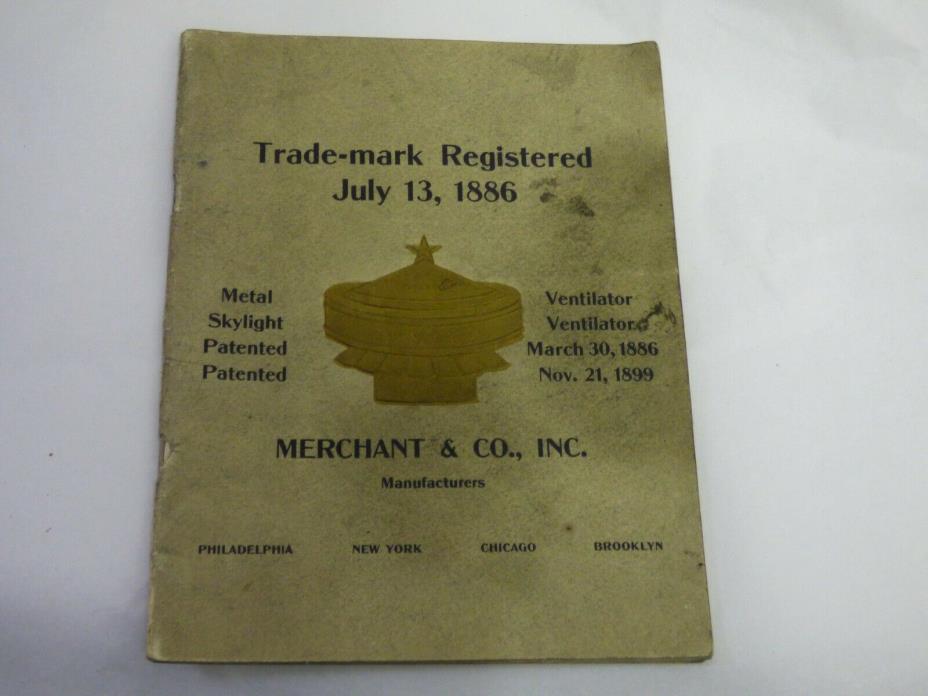 Trade-mark Registered
July 13, 1886
Metal Ventilator
Skylight Ventilator
Patented March 30, 1886
Patented Nov. 21, 1899
MERCHANT & CO., INC.
Manufacturers
PHILADELPHIA NEW YORK CHICAGO BROOKLYN